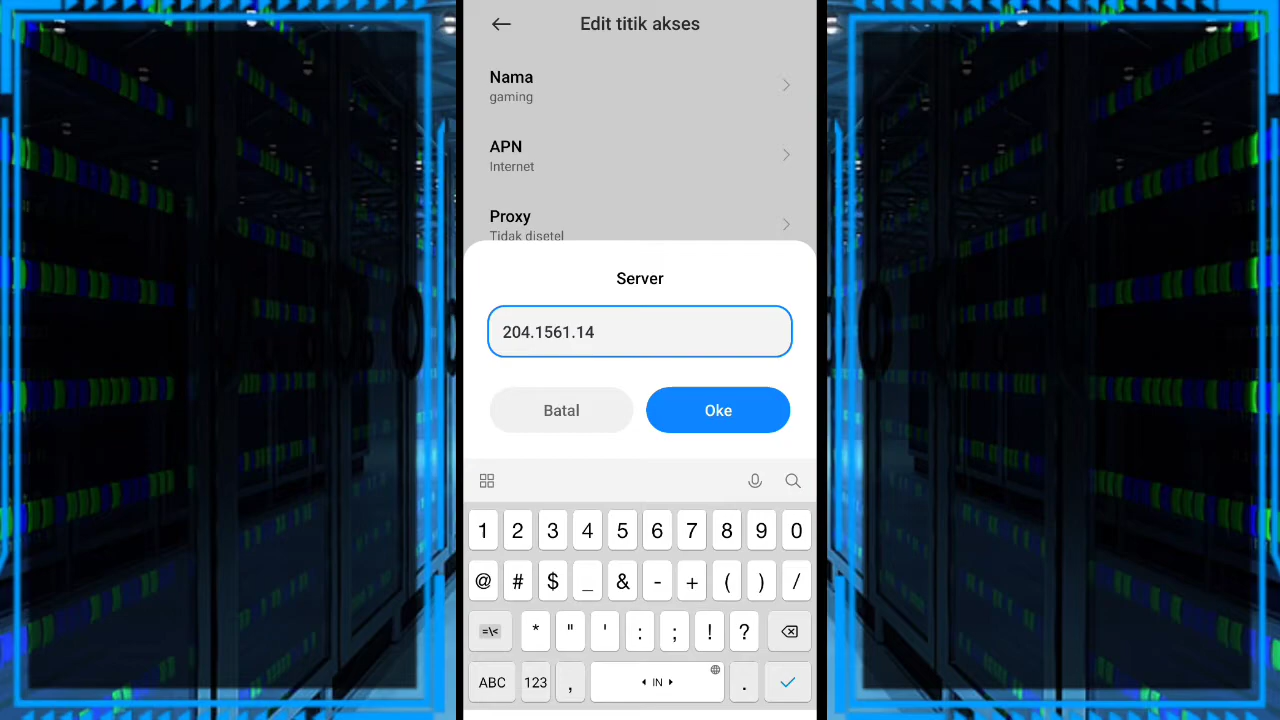 Edit titik akses
Nama
gaming
APN
Internet
Proxy
Tidak disetel
Server
204.1561.14
Batal
Oke
1 2 3 4 5 6 7 8 9 0
@ # $ _ & - + ( ) /
=\< * " ' : ; ! ?
ABC 123 , IN .